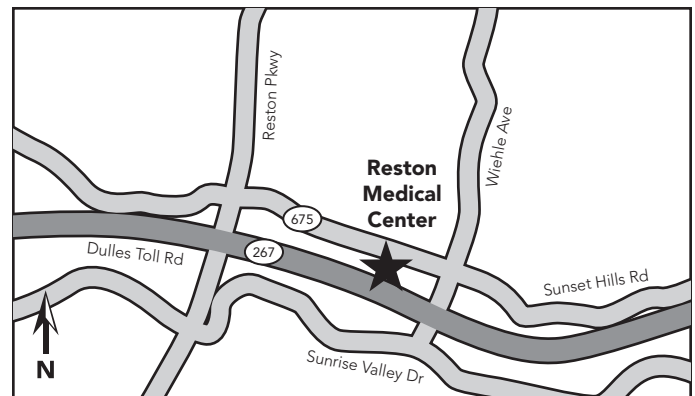 Reston Pkwy
Wiehle Ave
Reston
Medical
Center
675
267
Dulles Toll Rd
Sunset Hills Rd
Sunrise Valley Dr
N